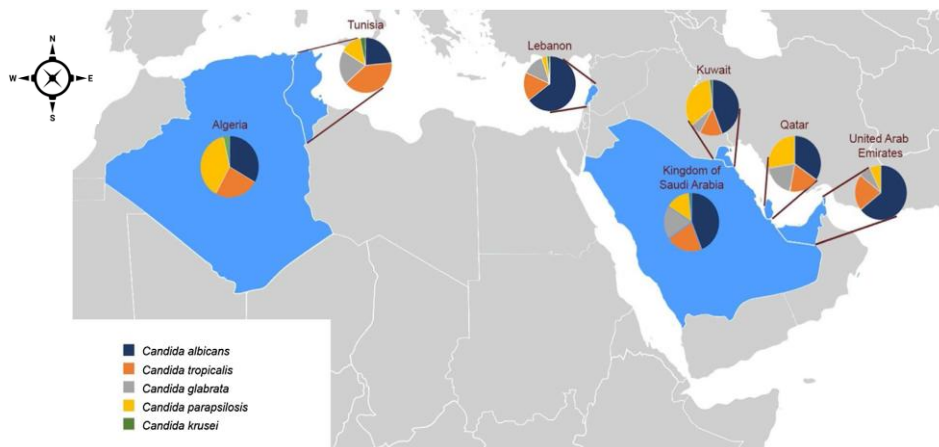 N
W
E
S
Tunisia
Lebanon
Kuwait
Algeria
Qatar
United Arab
Emirates
Kingdom of
Saudi Arabia
Candida albicans
Candida tropicalis
Candida glabrata
Candida parapsilosis
Candida krusei